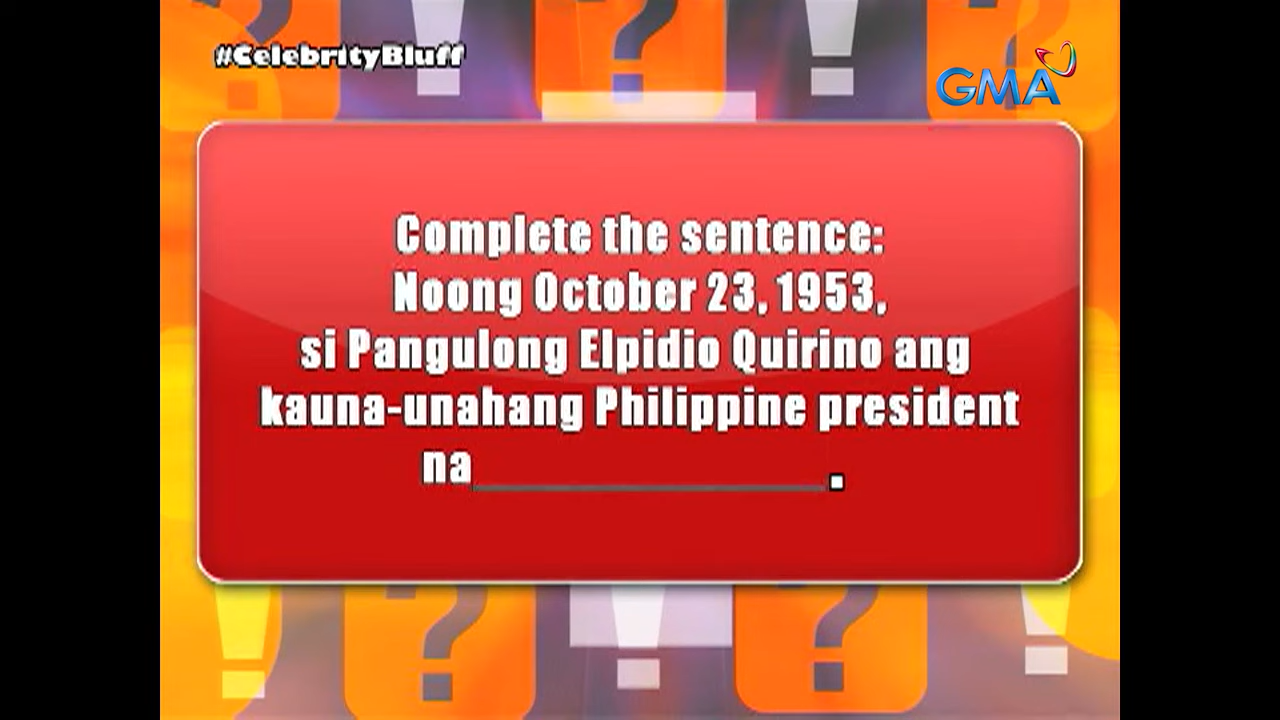 #CelebrityBluff
GMA
Complete the sentence:
Noong October 23, 1953,
si Pangulong Elpidio Quirino ang
kauna-unahang Philippine president
na_______________.